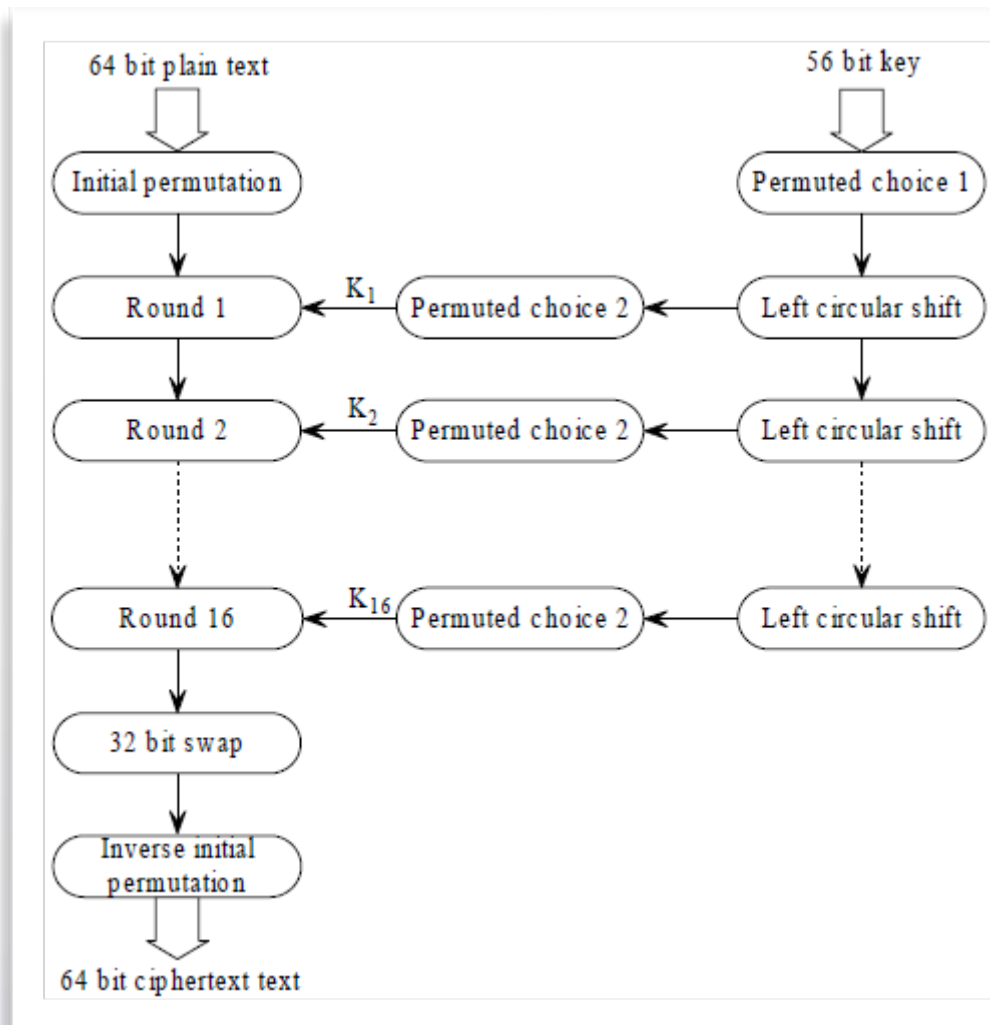 64 bit plain text
56 bit key
Initial permutation
Permuted choice 1
Round 1
K1
Permuted choice 2
Left circular shift
Round 2
K2
Permuted choice 2
Left circular shift
Round 16
K16
Permuted choice 2
Left circular shift
32 bit swap
Inverse initial
permutation
64 bit ciphertext text